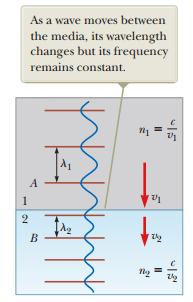 As a wave moves between
the media, its wavelength
changes but its frequency
remains constant.
n₁ = c/v₁
λ₁
A
v₁
1
2
λ₂
v₂
B
n₂ = c/v₂